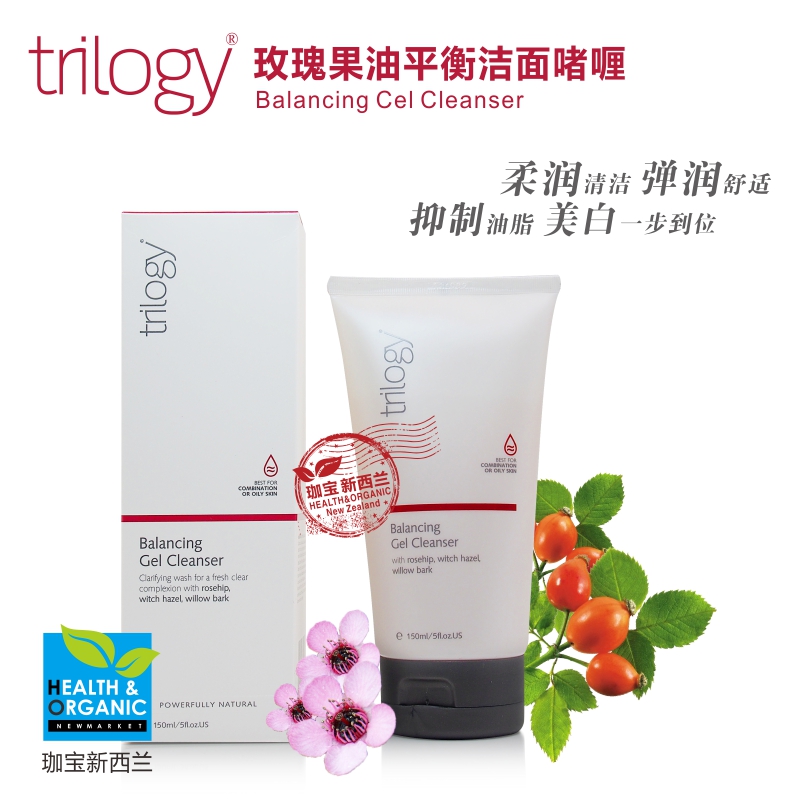 trilogy®
玫瑰果油平衡洁面啫喱
Balancing Cel Cleanser
柔润清洁 弹润舒适
抑制油脂 美白一步到位
trilogy®
BEST FOR
COMBINATION
OR OILY SKIN
Balancing
Gel Cleanser
Clarifying wash for a fresh clear
complexion with rosehip,
witch hazel, willow bark
POWERFULLY NATURAL
150ml/5fl.oz.US
trilogy®
BEST FOR
COMBINATION
OR OILY SKIN
Balancing
Gel Cleanser
with rosehip, witch hazel,
willow bark
℮ 150ml/5fl.oz.US
珈宝新西兰
HEALTH&ORGANIC
New Zealand
HEALTH &
ORGANIC
NEWMARKET
珈宝新西兰